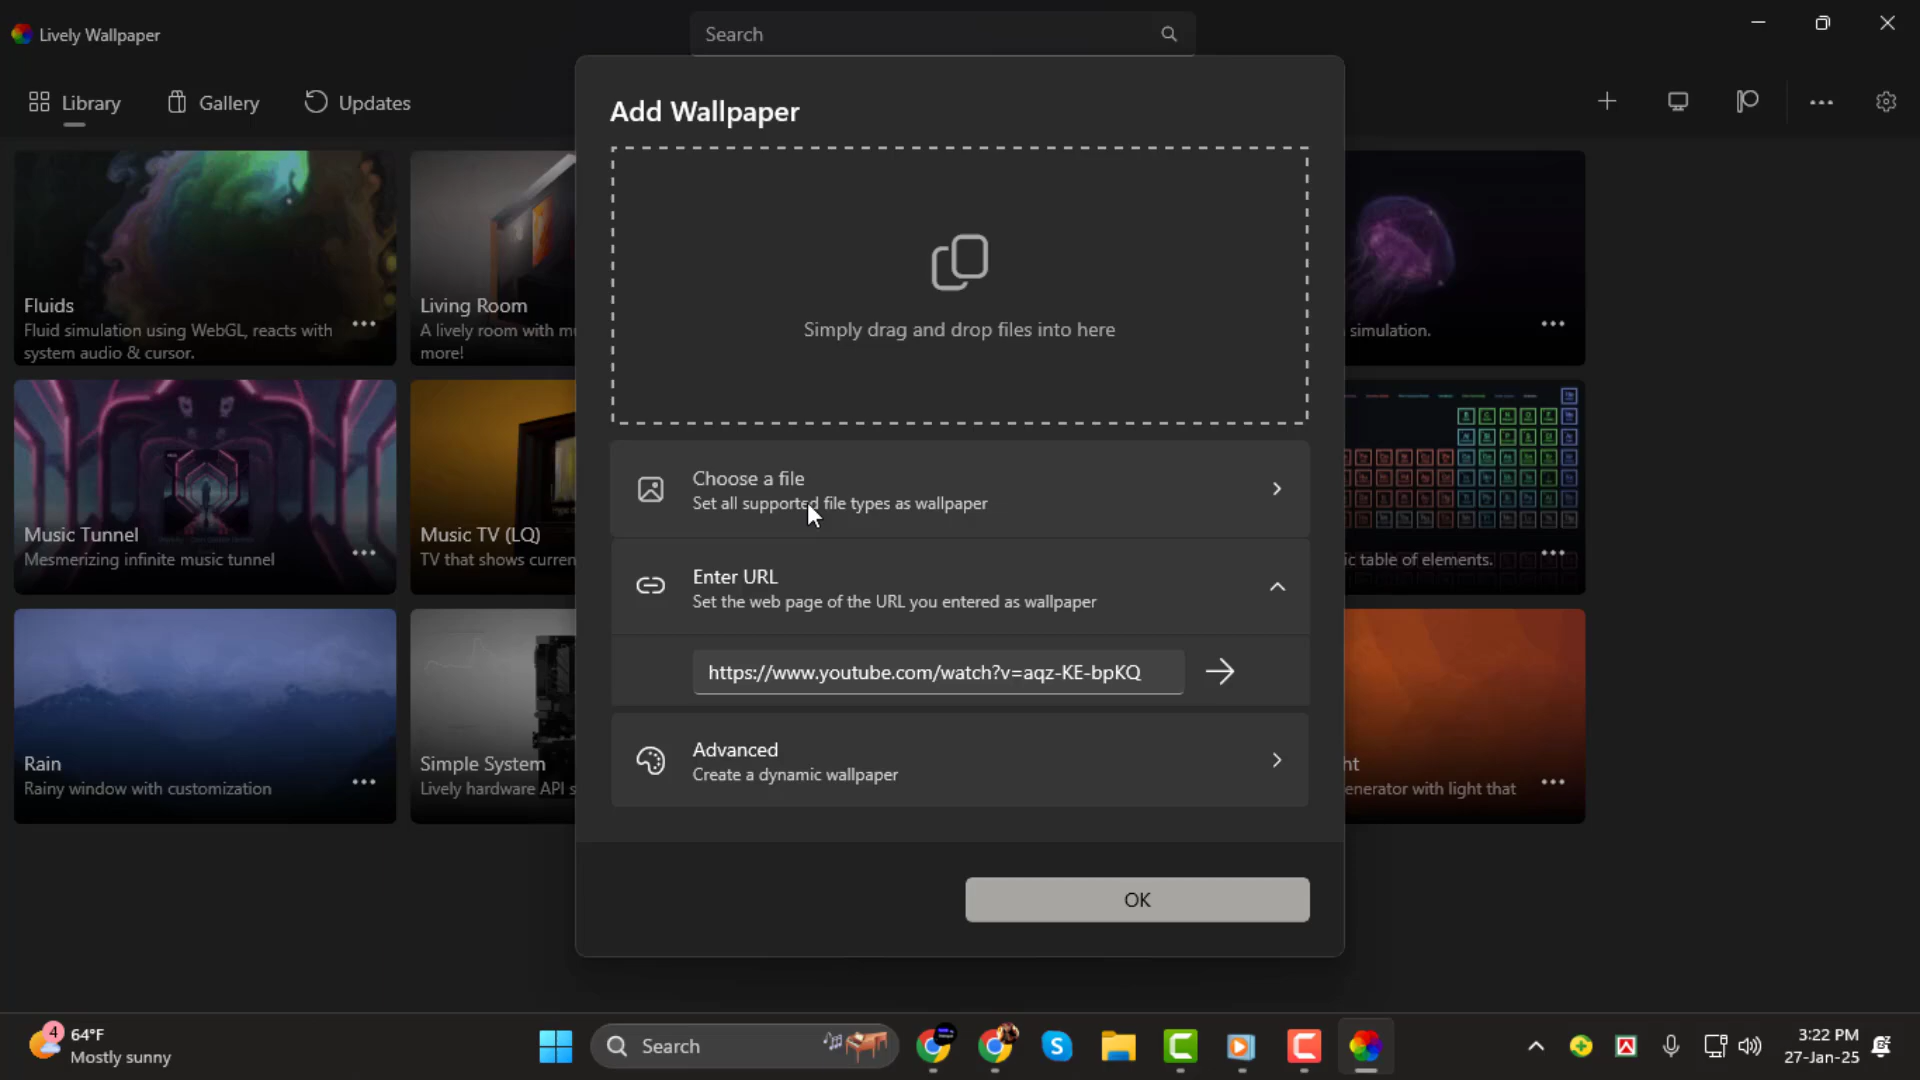 Lively Wallpaper
Search
Library
Gallery
Updates
Add Wallpaper
Simply drag and drop files into here
Choose a file
Set all supported file types as wallpaper
Enter URL
Set the web page of the URL you entered as wallpaper
https://www.youtube.com/watch?v=aqz-KE-bpKQ
Advanced
Create a dynamic wallpaper
OK
Fluids
Fluid simulation using WebGL, reacts with
system audio & cursor.
Living Room
A lively room with
more!
simulation.
Music Tunnel
Mesmerizing infinite music tunnel
Music TV (LQ)
TV that shows curren
ic table of elements.
Rain
Rainy window with customization
Simple System
Lively hardware API s
ht
enerator with light that
4
64°F
Mostly sunny
Search
3:22 PM
27-Jan-25